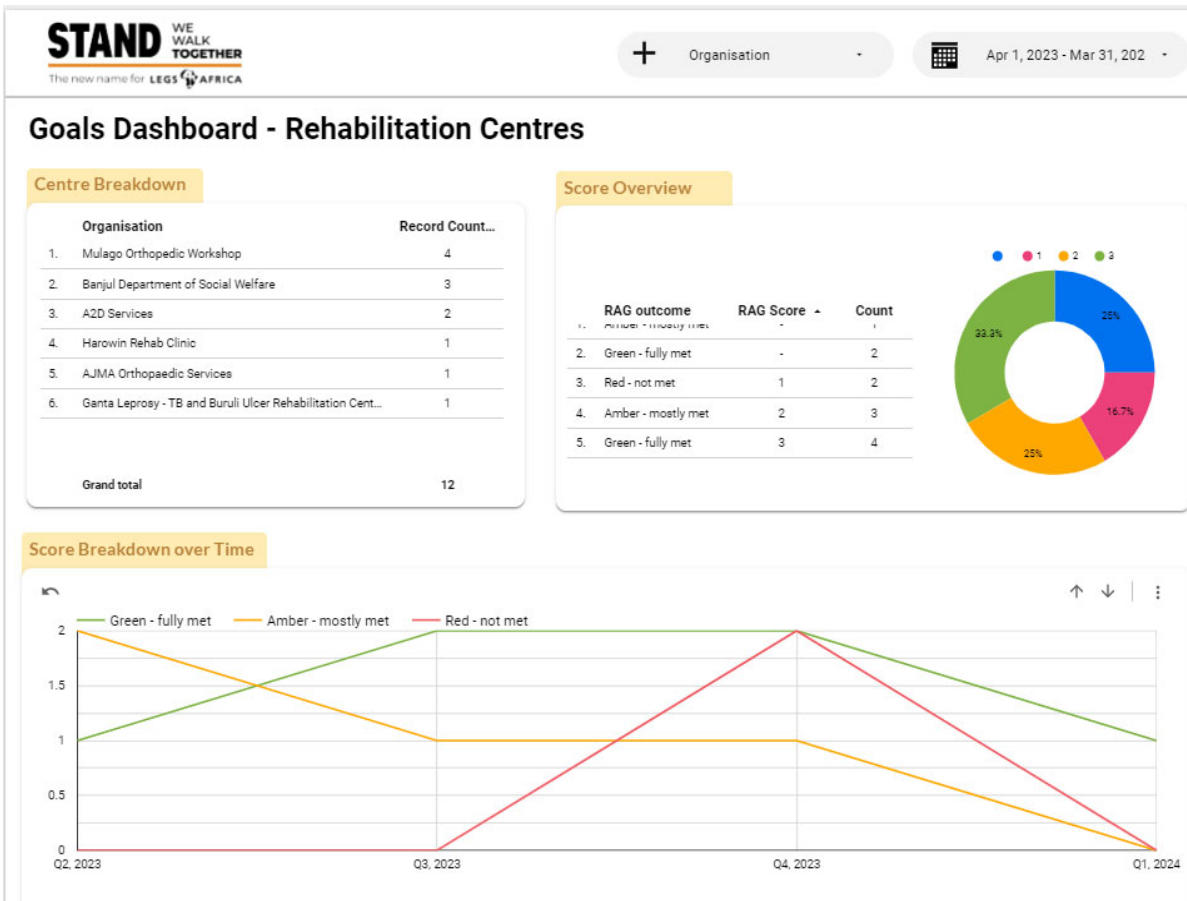 STAND WE WALK TOGETHER
The new name for LEGS AFRICA
+ Organisation
Apr 1, 2023 - Mar 31, 202
Goals Dashboard - Rehabilitation Centres
Centre Breakdown
Organisation Record Count...
1. Mulago Orthopedic Workshop 4
2. Banjul Department of Social Welfare 3
3. A2D Services 2
4. Harowin Rehab Clinic 1
5. AJMA Orthopaedic Services 1
6. Ganta Leprosy - TB and Buruli Ulcer Rehabilitation Cent... 1
Grand total 12
Score Overview
RAG outcome RAG Score Count
1. Amber - mostly met - 1
2. Green - fully met - 2
3. Red - not met 1 2
4. Amber - mostly met 2 3
5. Green - fully met 3 4
1 2 3
25%
33.3%
16.7%
25%
Score Breakdown over Time
Green - fully met Amber - mostly met Red - not met
2
1.5
1
0.5
0
Q2, 2023 Q3, 2023 Q4, 2023 Q1, 2024